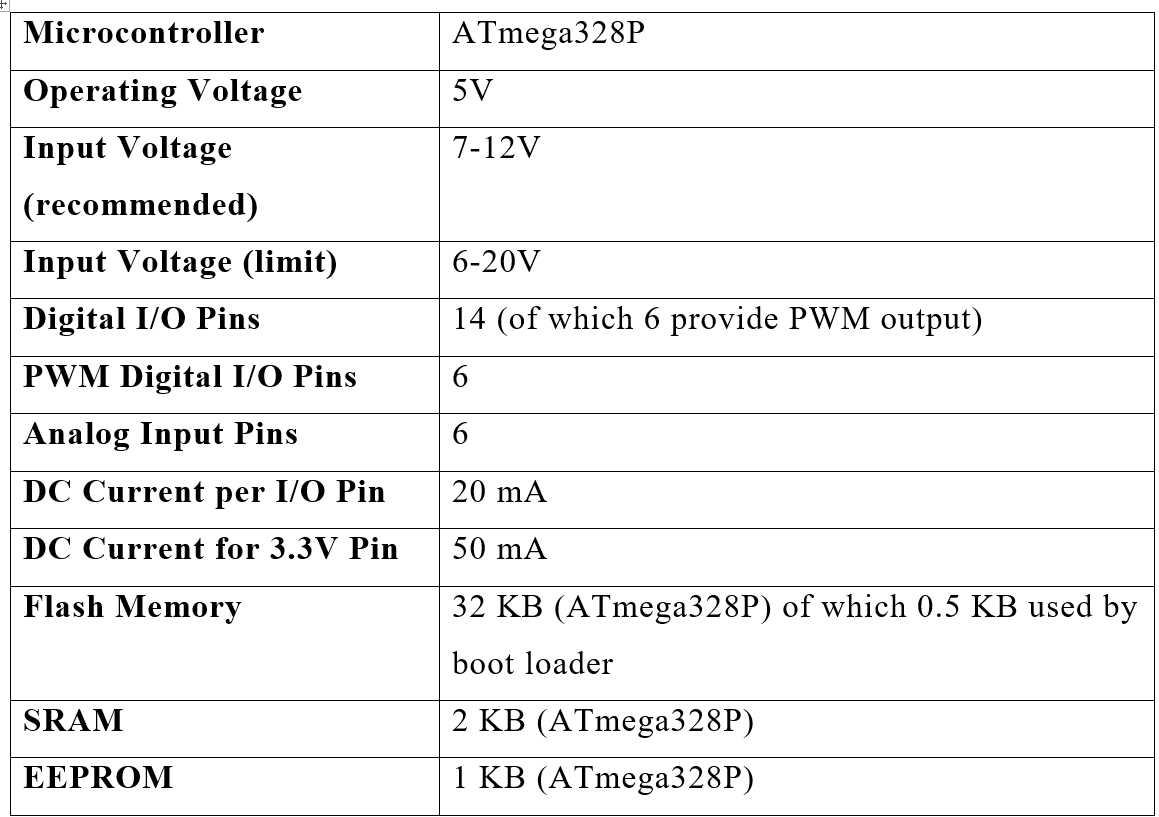 Microcontroller ATmega328P
Operating Voltage 5V
Input Voltage 7-12V
(recommended)
Input Voltage (limit) 6-20V
Digital I/O Pins 14 (of which 6 provide PWM output)
PWM Digital I/O Pins 6
Analog Input Pins 6
DC Current per I/O Pin 20 mA
DC Current for 3.3V Pin 50 mA
Flash Memory 32 KB (ATmega328P) of which 0.5 KB used by
boot loader
SRAM 2 KB (ATmega328P)
EEPROM 1 KB (ATmega328P)